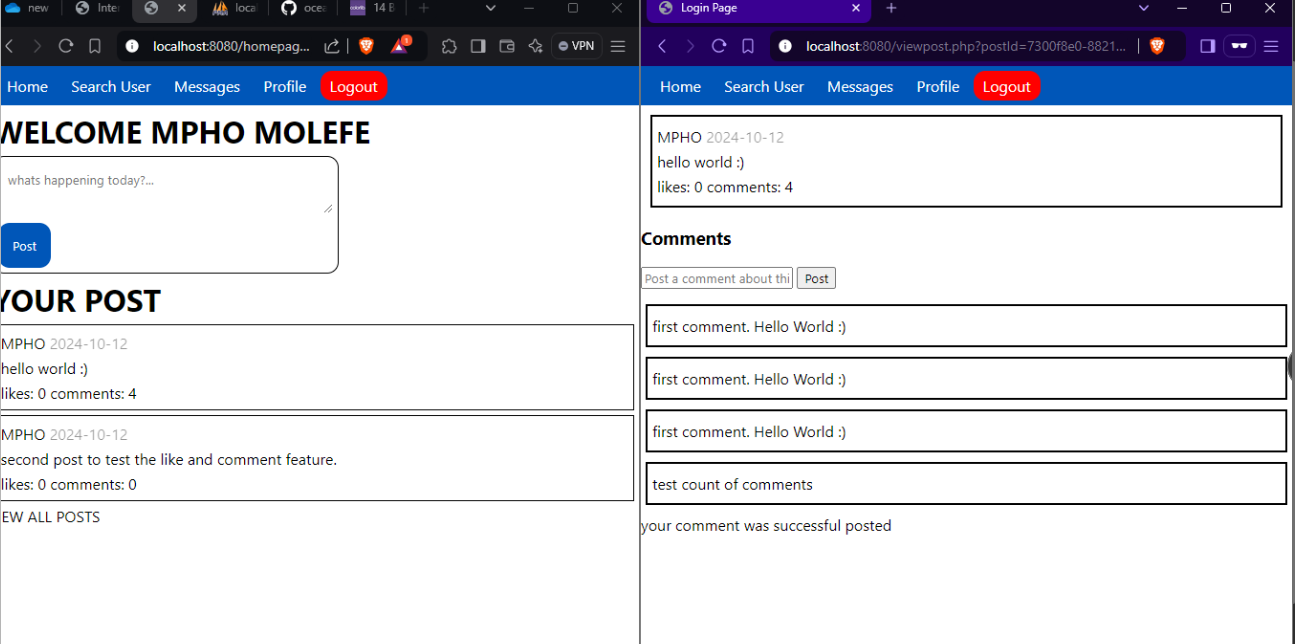 new
Inte
loca
ocea
14 B
localhost:8080/homepag...
1
VPN
Home Search User Messages Profile Logout
WELCOME MPHO MOLEFE
whats happening today?...
Post
YOUR POST
MPHO 2024-10-12
hello world :)
likes: 0 comments: 4
MPHO 2024-10-12
second post to test the like and comment feature.
likes: 0 comments: 0
EW ALL POSTS
Login Page
localhost:8080/viewpost.php?postId=7300f8e0-8821...
Home Search User Messages Profile Logout
MPHO 2024-10-12
hello world :)
likes: 0 comments: 4
Comments
Post a comment about thi Post
first comment. Hello World :)
first comment. Hello World :)
first comment. Hello World :)
test count of comments
your comment was successful posted